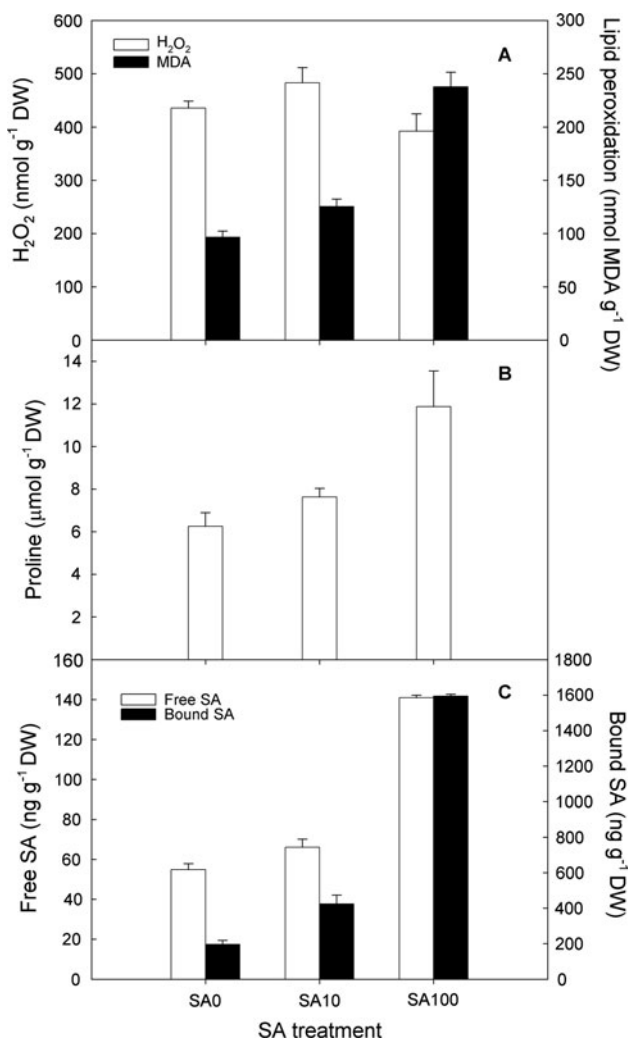 H₂O₂
MDA
A
600
500
400
300
200
100
0
H₂O₂ (nmol g⁻¹ DW)
300
250
200
150
100
50
0
Lipid peroxidation (nmol MDA g⁻¹ DW)
B
14
12
10
8
6
4
2
Proline (μmol g⁻¹ DW)
Free SA
Bound SA
C
160
140
120
100
80
60
40
20
0
Free SA (ng g⁻¹ DW)
1800
1600
1400
1200
1000
800
600
400
200
0
Bound SA (ng g⁻¹ DW)
SA0 SA10 SA100
SA treatment